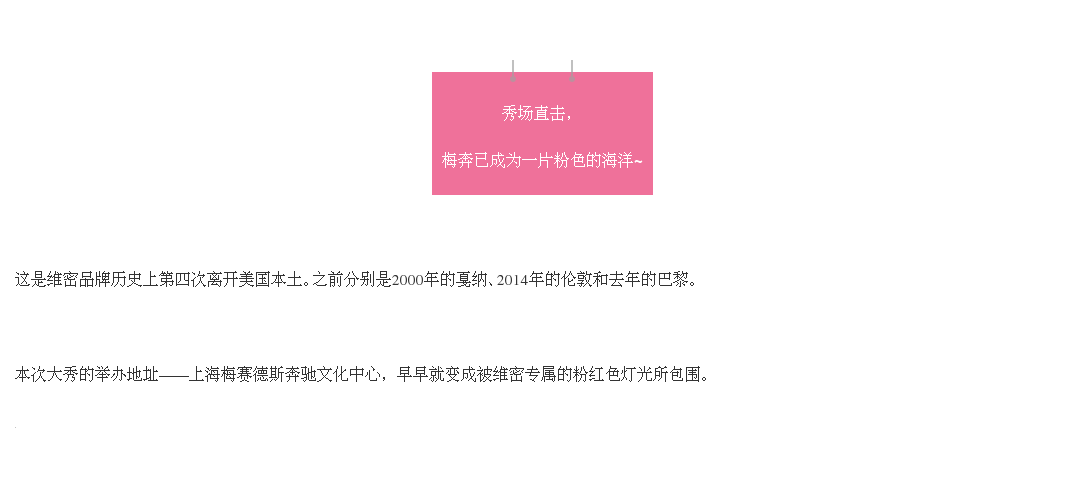 秀场直击，
梅奔已成为一片粉色的海洋~
这是维密品牌历史上第四次离开美国本土。之前分别是2000年的戛纳、2014年的伦敦和去年的巴黎。
本次大秀的举办地址——上海梅赛德斯奔驰文化中心，早早就变成被维密专属的粉红色灯光所包围。